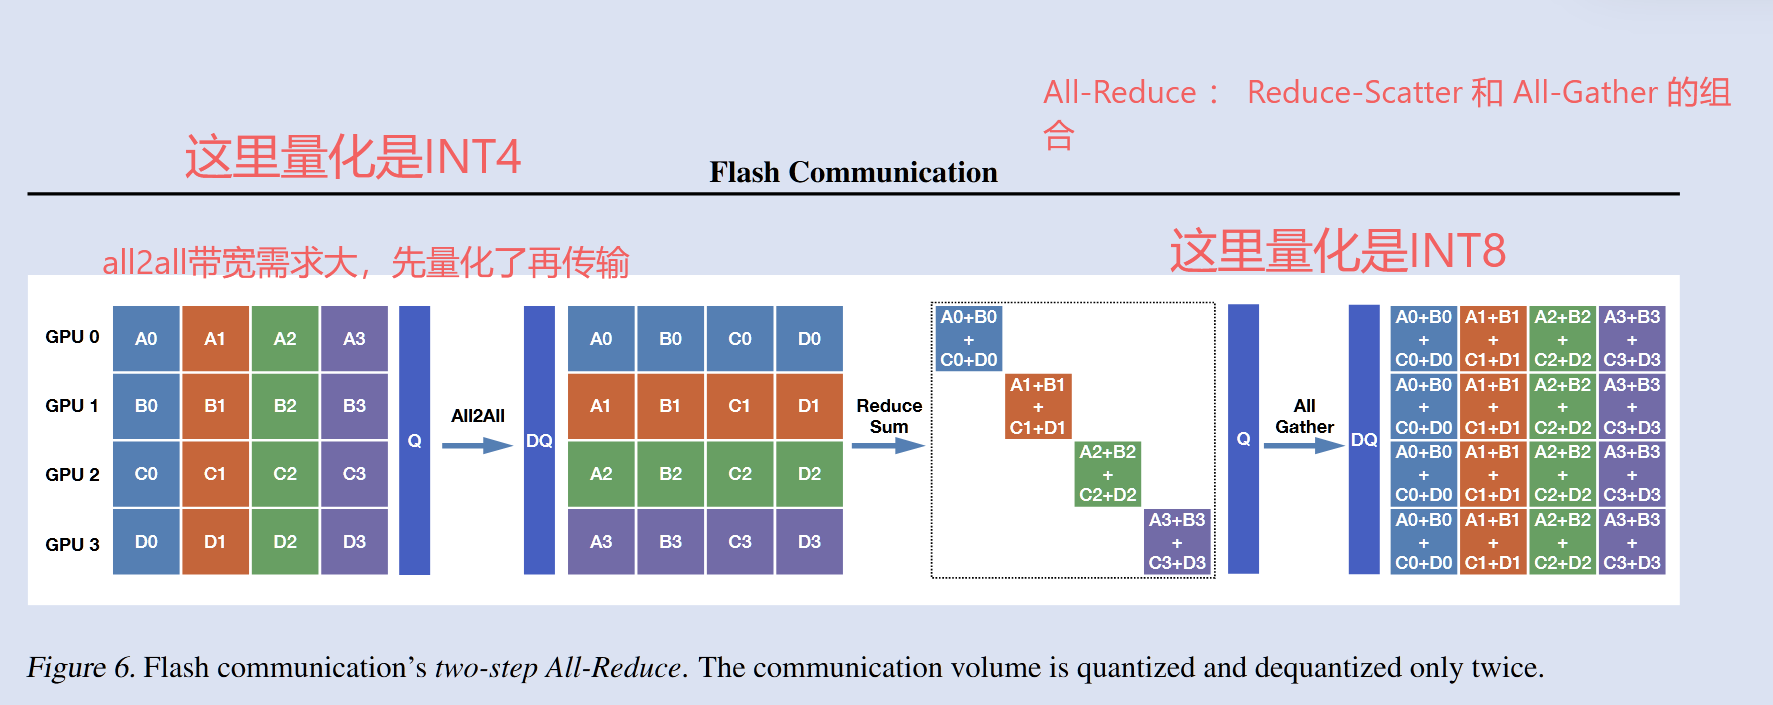 All-Reduce： Reduce-Scatter 和 All-Gather 的组
合
这里量化是INT4
Flash Communication
这里量化是INT8
all2all带宽需求大，先量化了再传输
GPU 0
A0 A1 A2 A3
GPU 1
B0 B1 B2 B3
GPU 2
C0 C1 C2 C3
GPU 3
D0 D1 D2 D3
Q
All2All
DQ
A0 B0 C0 D0
A1 B1 C1 D1
A2 B2 C2 D2
A3 B3 C3 D3
Reduce
Sum
A0+B0
+
C0+D0
A1+B1
+
C1+D1
A2+B2
+
C2+D2
A3+B3
+
C3+D3
Q
All
Gather
DQ
A0+B0 A1+B1 A2+B2 A3+B3
+ + + +
C0+D0 C1+D1 C2+D2 C3+D3
A0+B0 A1+B1 A2+B2 A3+B3
+ + + +
C0+D0 C1+D1 C2+D2 C3+D3
A0+B0 A1+B1 A2+B2 A3+B3
+ + + +
C0+D0 C1+D1 C2+D2 C3+D3
A0+B0 A1+B1 A2+B2 A3+B3
+ + + +
C0+D0 C1+D1 C2+D2 C3+D3
Figure 6. Flash communication’s two-step All-Reduce. The communication volume is quantized and dequantized only twice.